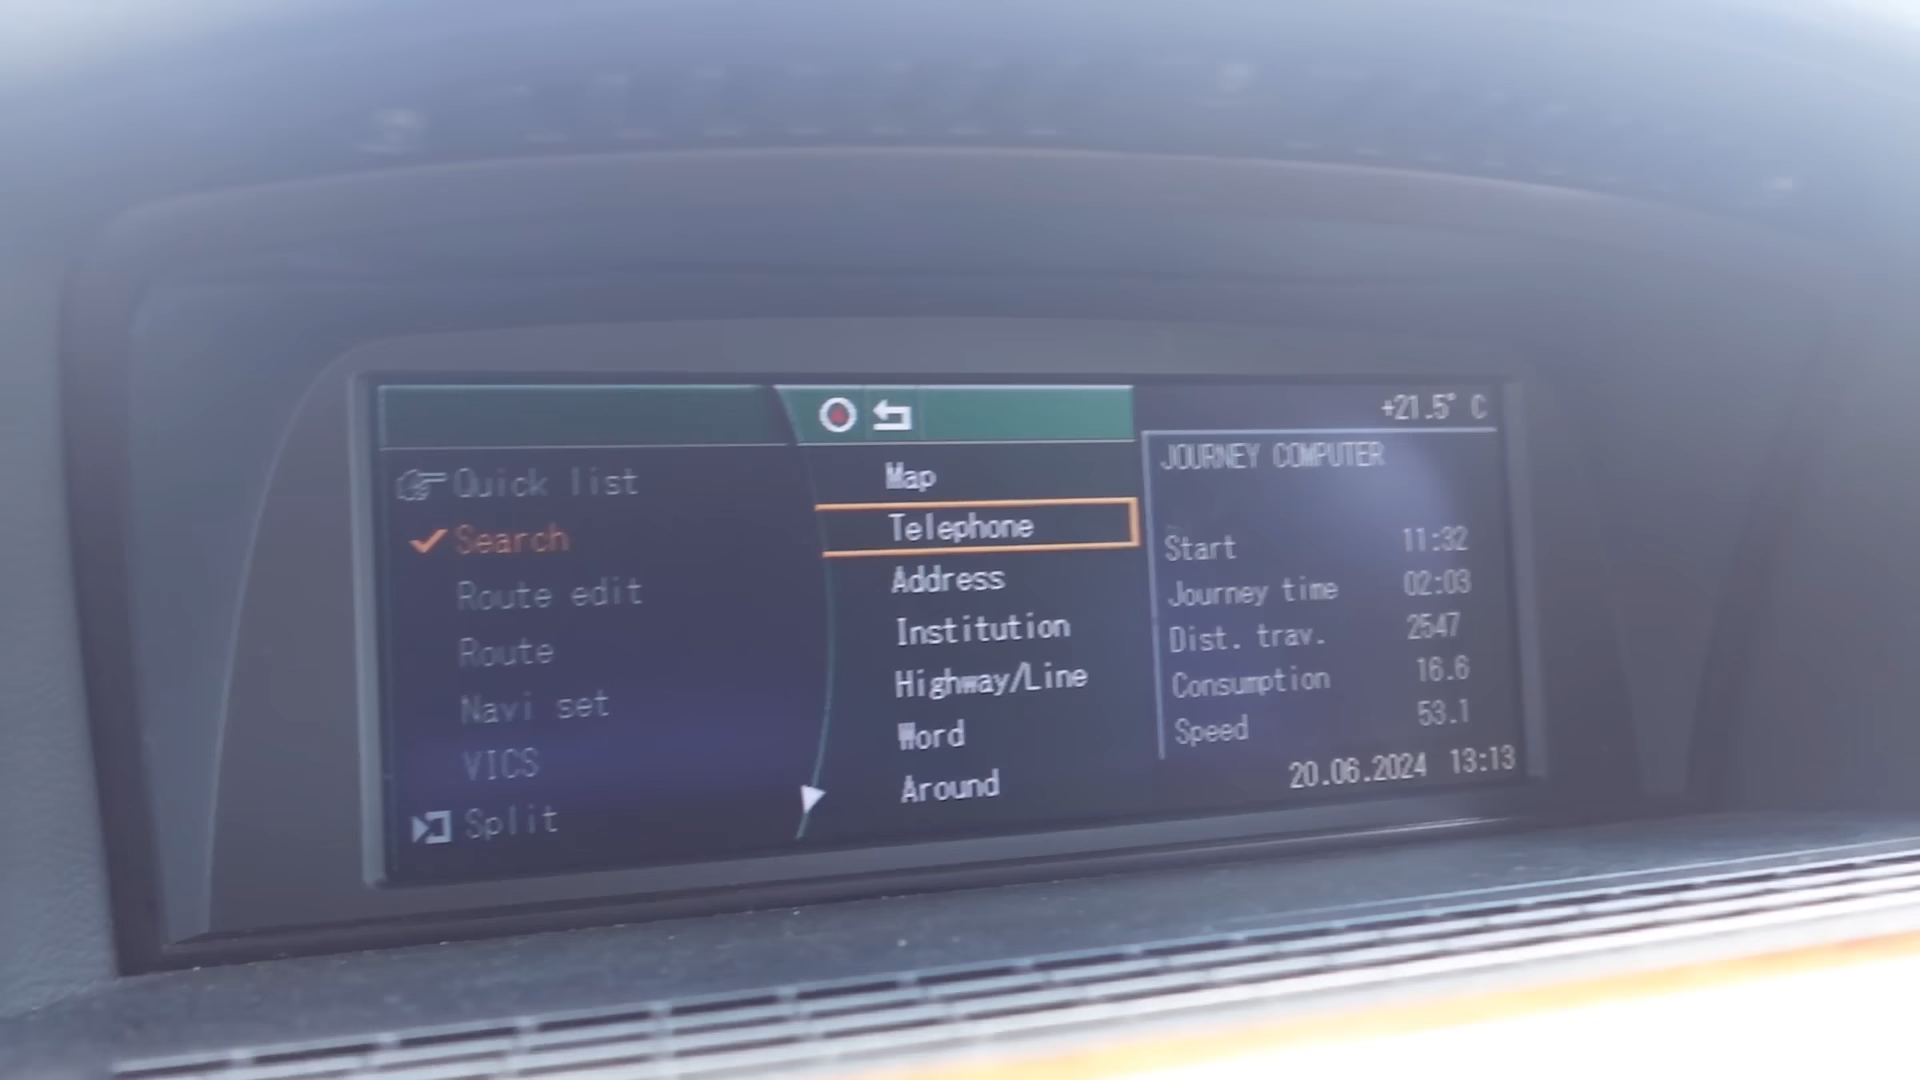 Quick list
Search
Route edit
Route
Navi set
VICS
Split
Map
Telephone
Address
Institution
Highway/Line
Word
Around
+21.5° C
JOURNEY COMPUTER
Start 11:32
Journey time 02:03
Dist. trav. 2547
Consumption 16.6
Speed 53.1
20.06.2024 13:13